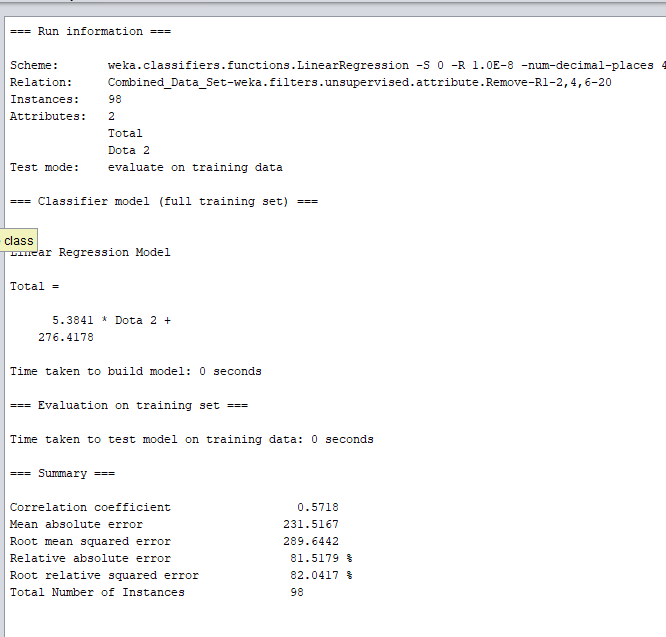 === Run information ===
Scheme: weka.classifiers.functions.LinearRegression -S 0 -R 1.0E-8 -num-decimal-places 4
Relation: Combined_Data_Set-weka.filters.unsupervised.attribute.Remove-R1-2,4,6-20
Instances: 98
Attributes: 2
Total
Dota 2
Test mode: evaluate on training data
=== Classifier model (full training set) ===
class
Linear Regression Model
Total =
5.3841 * Dota 2 +
276.4178
Time taken to build model: 0 seconds
=== Evaluation on training set ===
Time taken to test model on training data: 0 seconds
=== Summary ===
Correlation coefficient 0.5718
Mean absolute error 231.5167
Root mean squared error 289.6442
Relative absolute error 81.5179 %
Root relative squared error 82.0417 %
Total Number of Instances 98